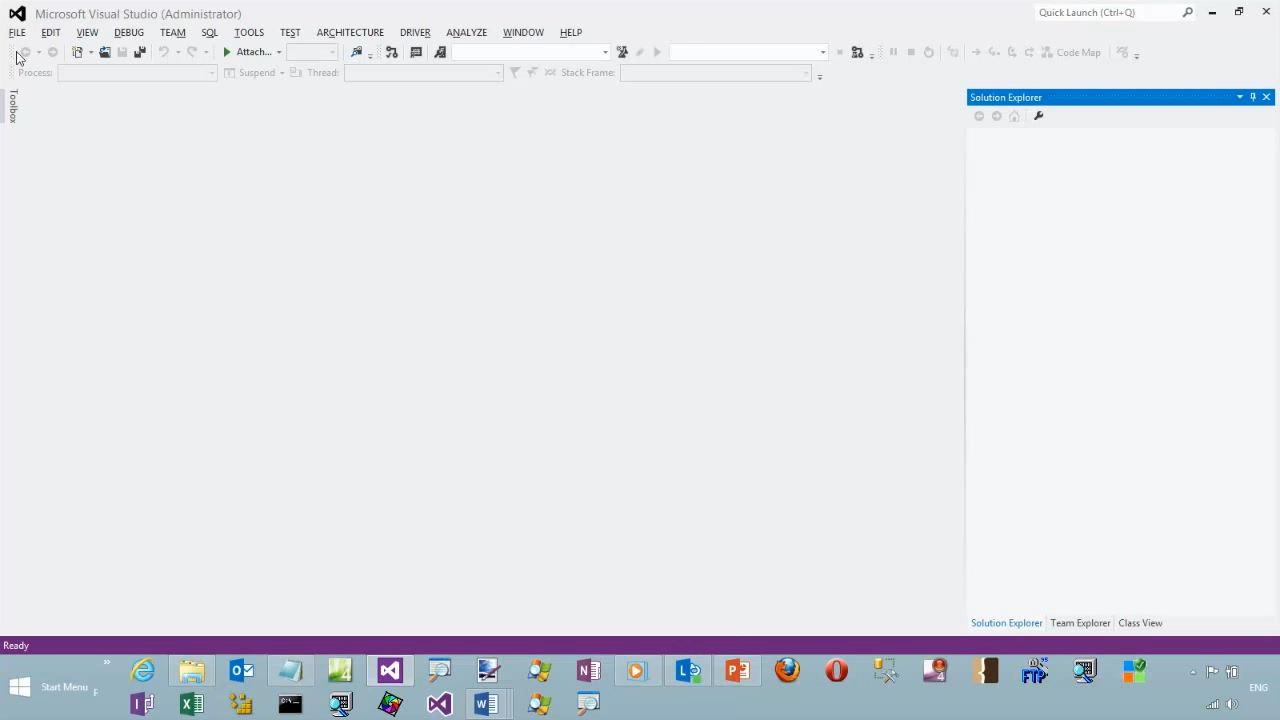 Microsoft Visual Studio (Administrator)
Quick Launch (Ctrl+Q)
FILE EDIT VIEW DEBUG TEAM SQL TOOLS TEST ARCHITECTURE DRIVER ANALYZE WINDOW HELP
Attach... Code Map
Process: Suspend Thread: Stack Frame:
Toolbox
Solution Explorer
Solution Explorer Team Explorer Class View
Ready
Start Menu
ENG
FTP